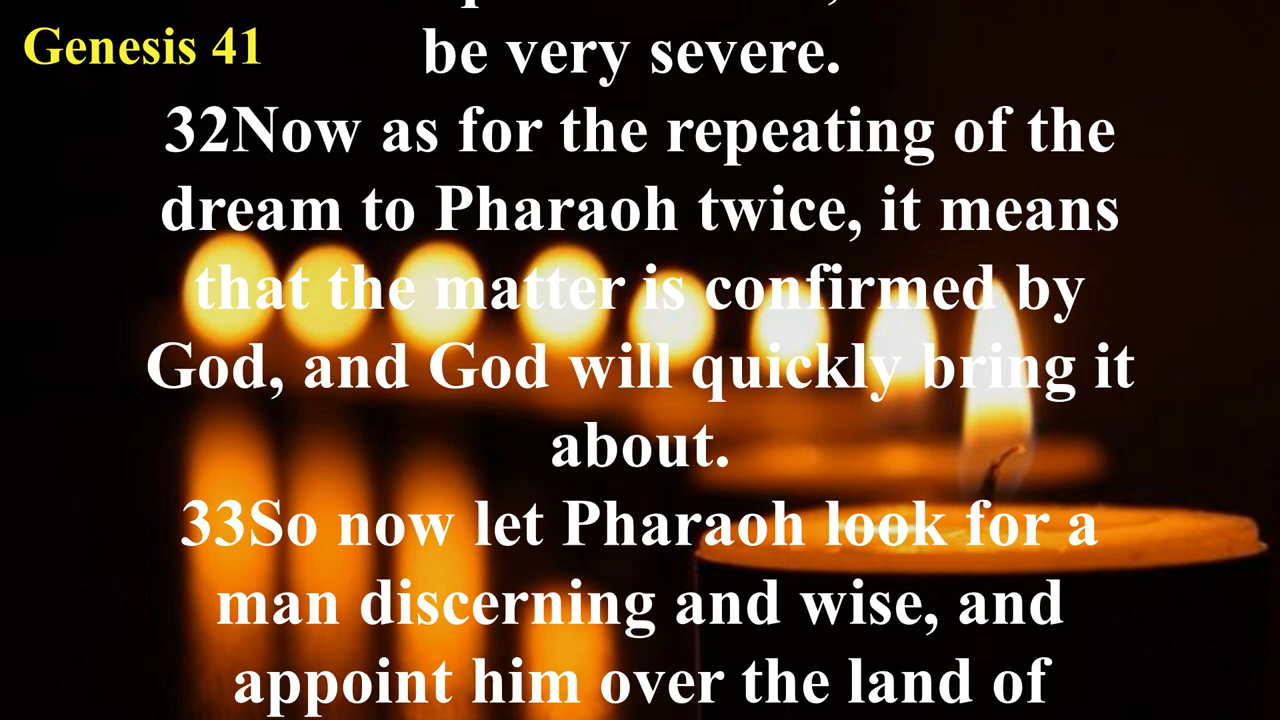 Genesis 41
be very severe.
32Now as for the repeating of the
dream to Pharaoh twice, it means
that the matter is confirmed by
God, and God will quickly bring it
about.
33So now let Pharaoh look for a
man discerning and wise, and
appoint him over the land of